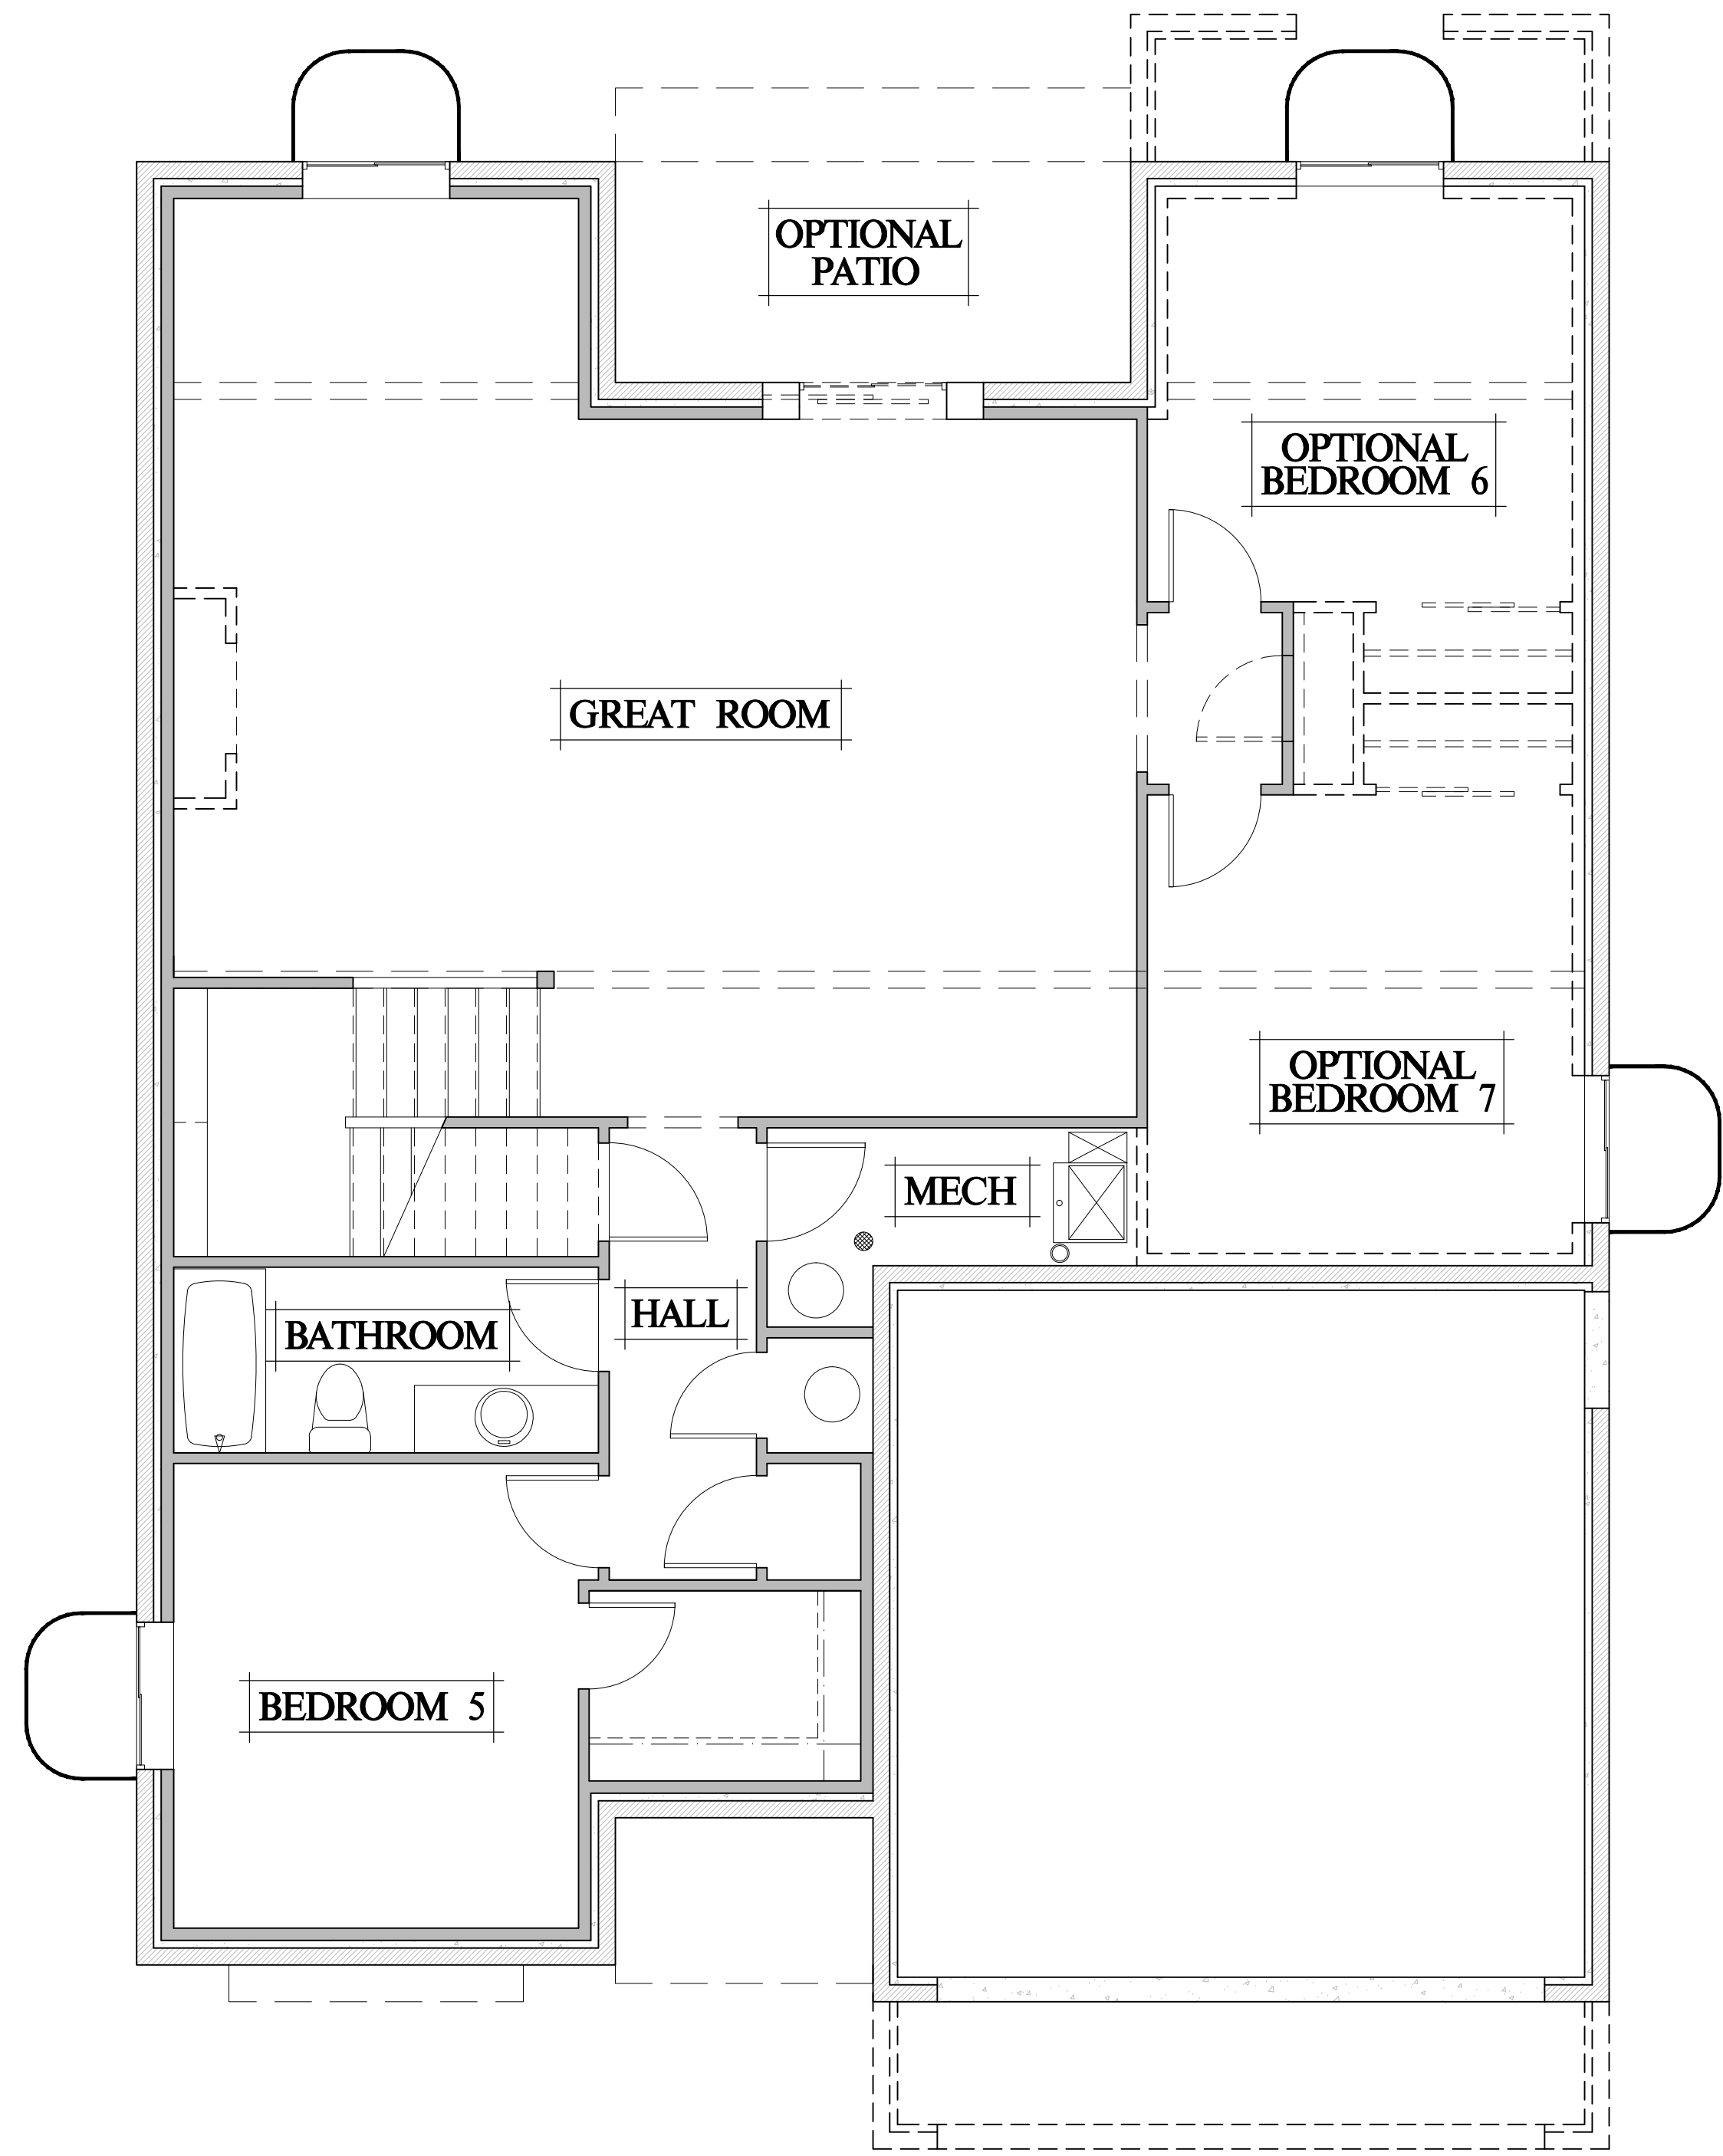 OPTIONAL
PATIO
OPTIONAL
BEDROOM 6
GREAT ROOM
OPTIONAL
BEDROOM 7
MECH
HALL
BATHROOM
BEDROOM 5